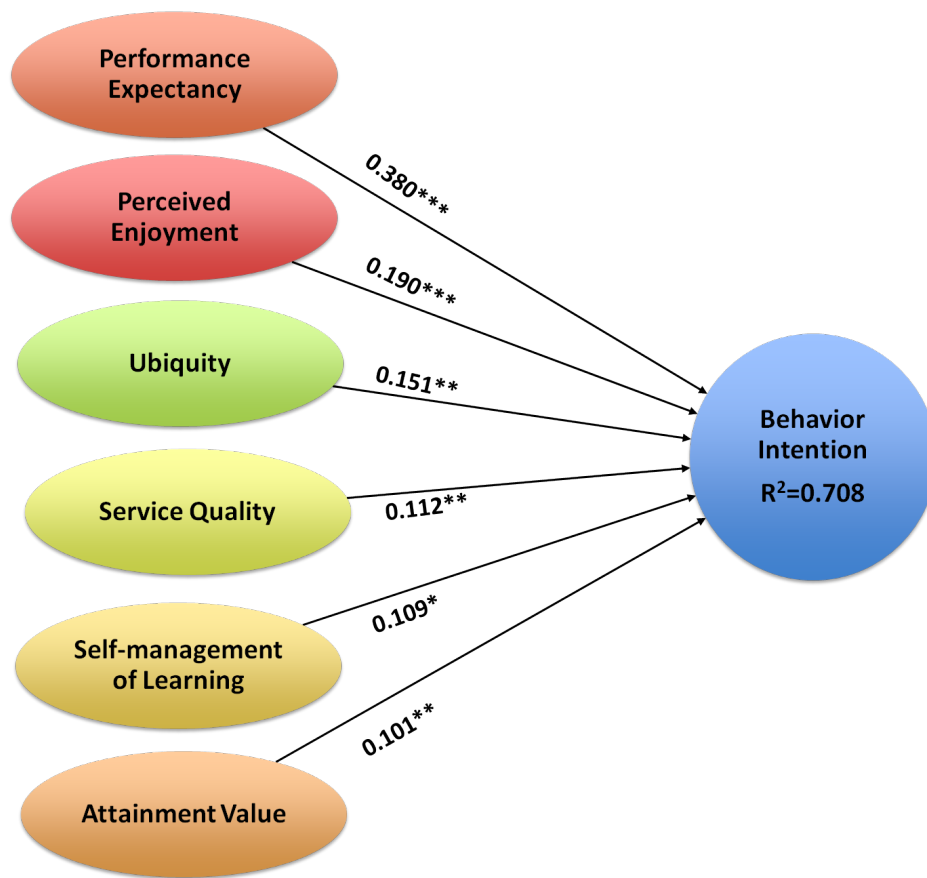 Performance
Expectancy
0.380***
Perceived
Enjoyment
0.190***
Ubiquity
0.151**
Behavior
Intention
R²=0.708
Service Quality
0.112**
Self-management
of Learning
0.109*
Attainment Value
0.101**